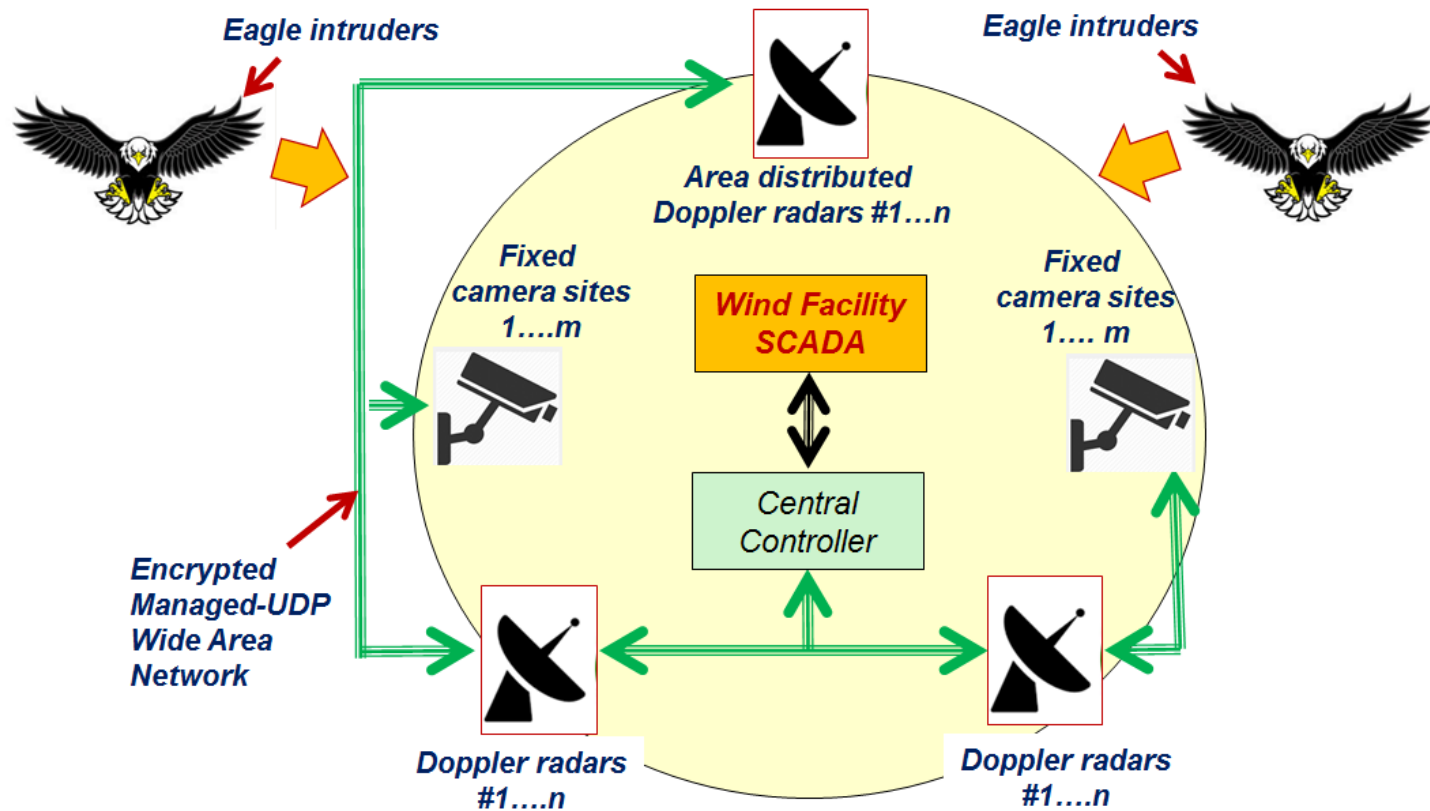 Eagle intruders
Eagle intruders
Area distributed
Doppler radars #1...n
Fixed
camera sites
1....m
Fixed
camera sites
1.... m
Wind Facility
SCADA
Central
Controller
Encrypted
Managed-UDP
Wide Area
Network
Doppler radars
#1....n
Doppler radars
#1....n